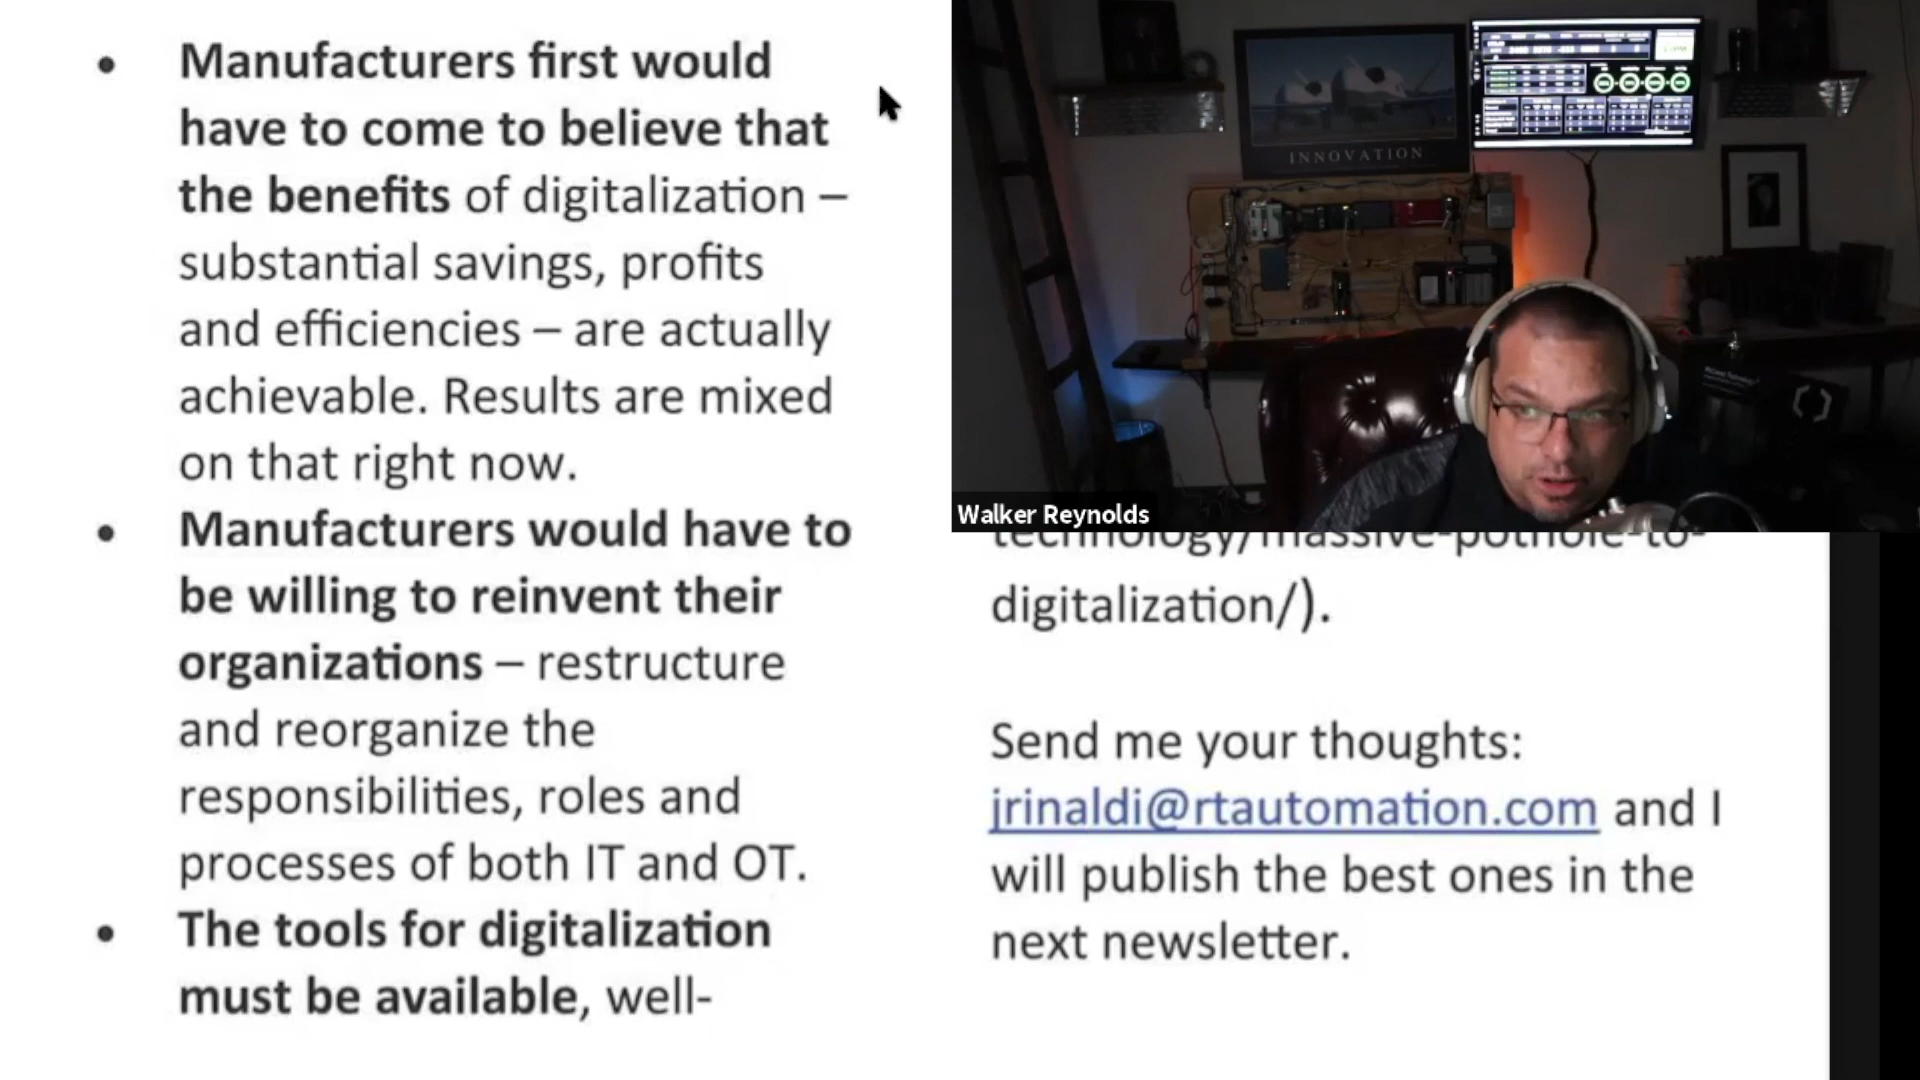 • Manufacturers first would
have to come to believe that
the benefits of digitalization –
substantial savings, profits
and efficiencies – are actually
achievable. Results are mixed
on that right now.
• Manufacturers would have to
be willing to reinvent their
organizations – restructure
and reorganize the
responsibilities, roles and
processes of both IT and OT.
• The tools for digitalization
must be available, well-
INNOVATION
Walker Reynolds
technology/massive-pothole-to-
digitalization/).
Send me your thoughts:
jrinaldi@rtautomation.com and I
will publish the best ones in the
next newsletter.